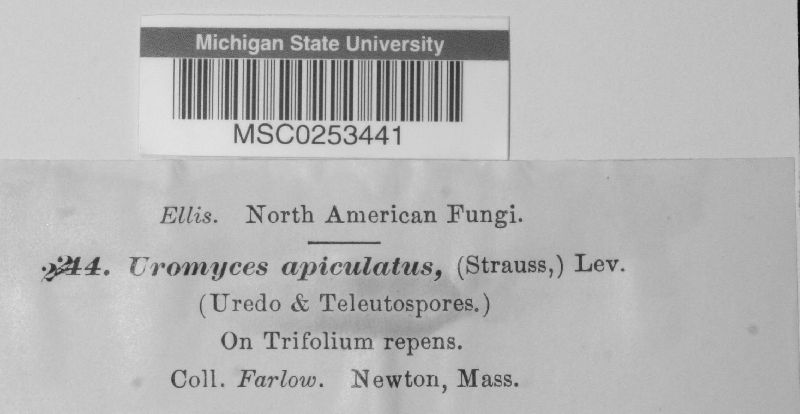 Michigan State University
MSC0253441
Ellis. North American Fungi.
244. Uromyces apiculatus, (Strauss,) Lev.
(Uredo & Teleutospores.)
On Trifolium repens.
Coll. Farlow. Newton, Mass.